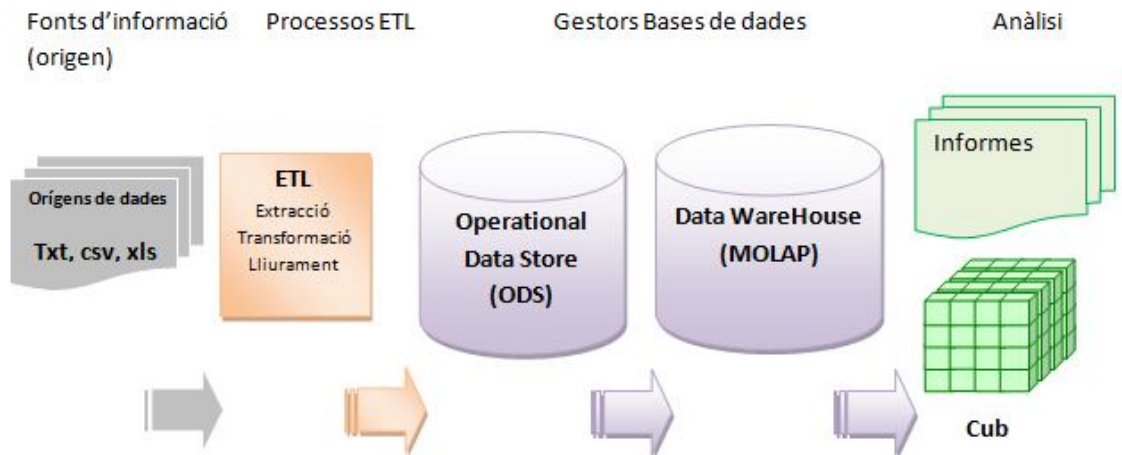 Fonts d'informació
(origen)
Processos ETL
Gestors Bases de dades
Anàlisi
Orígens de dades
Txt, csv, xls
ETL
Extracció
Transformació
Lliurament
Operational
Data Store
(ODS)
Data WareHouse
(MOLAP)
Informes
Cub